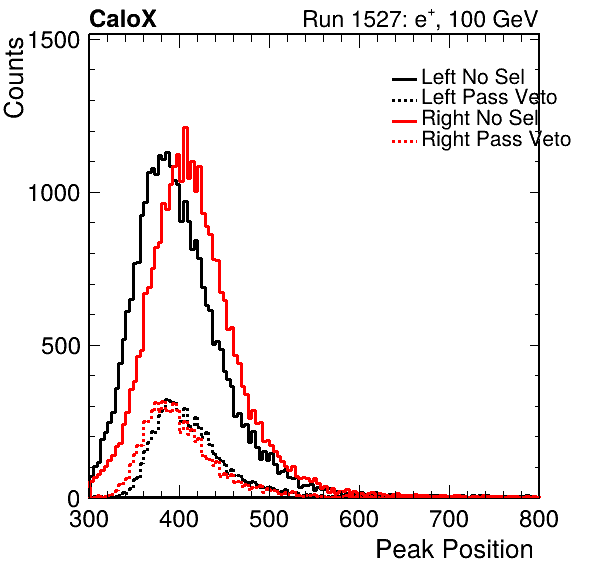 CaloX Run 1527: e⁺, 100 GeV
Counts
1500
1000
500
0
Left No Sel
Left Pass Veto
Right No Sel
Right Pass Veto
300 400 500 600 700 800
Peak Position